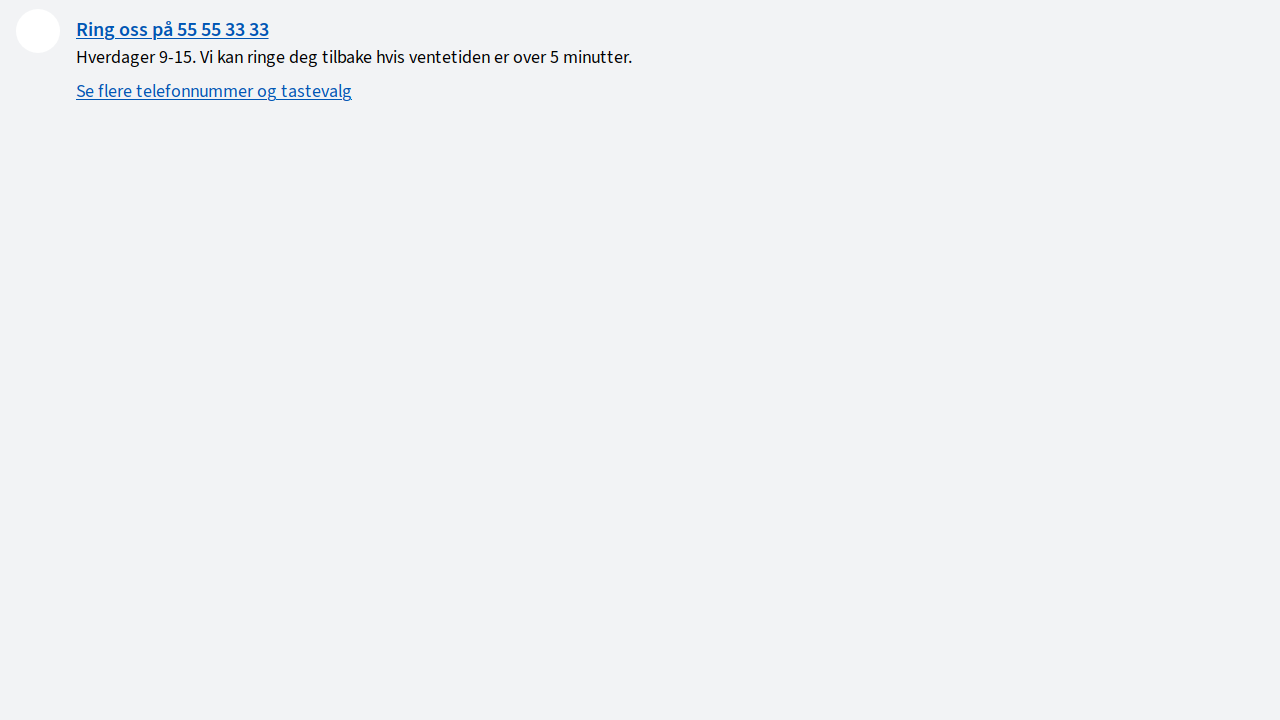 Ring oss på 55 55 33 33
Hverdager 9-15. Vi kan ringe deg tilbake hvis ventetiden er over 5 minutter.
Se flere telefonnummer og tastevalg